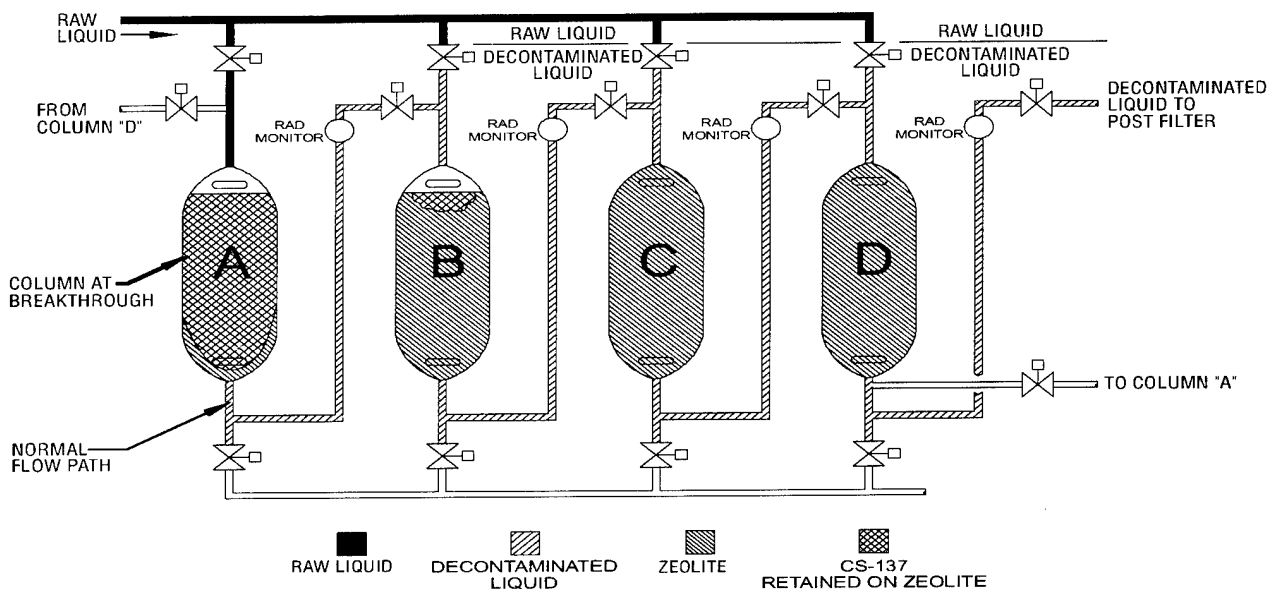 RAW
LIQUID
RAW LIQUID
DECONTAMINATED
LIQUID
RAW LIQUID
DECONTAMINATED
LIQUID
FROM
COLUMN "D"
RAD
MONITOR
RAD
MONITOR
RAD
MONITOR
RAD
MONITOR
DECONTAMINATED
LIQUID TO
POST FILTER
A
B
C
D
COLUMN AT
BREAKTHROUGH
TO COLUMN "A"
NORMAL
FLOW PATH
RAW LIQUID
DECONTAMINATED
LIQUID
ZEOLITE
CS-137
RETAINED ON ZEOLITE